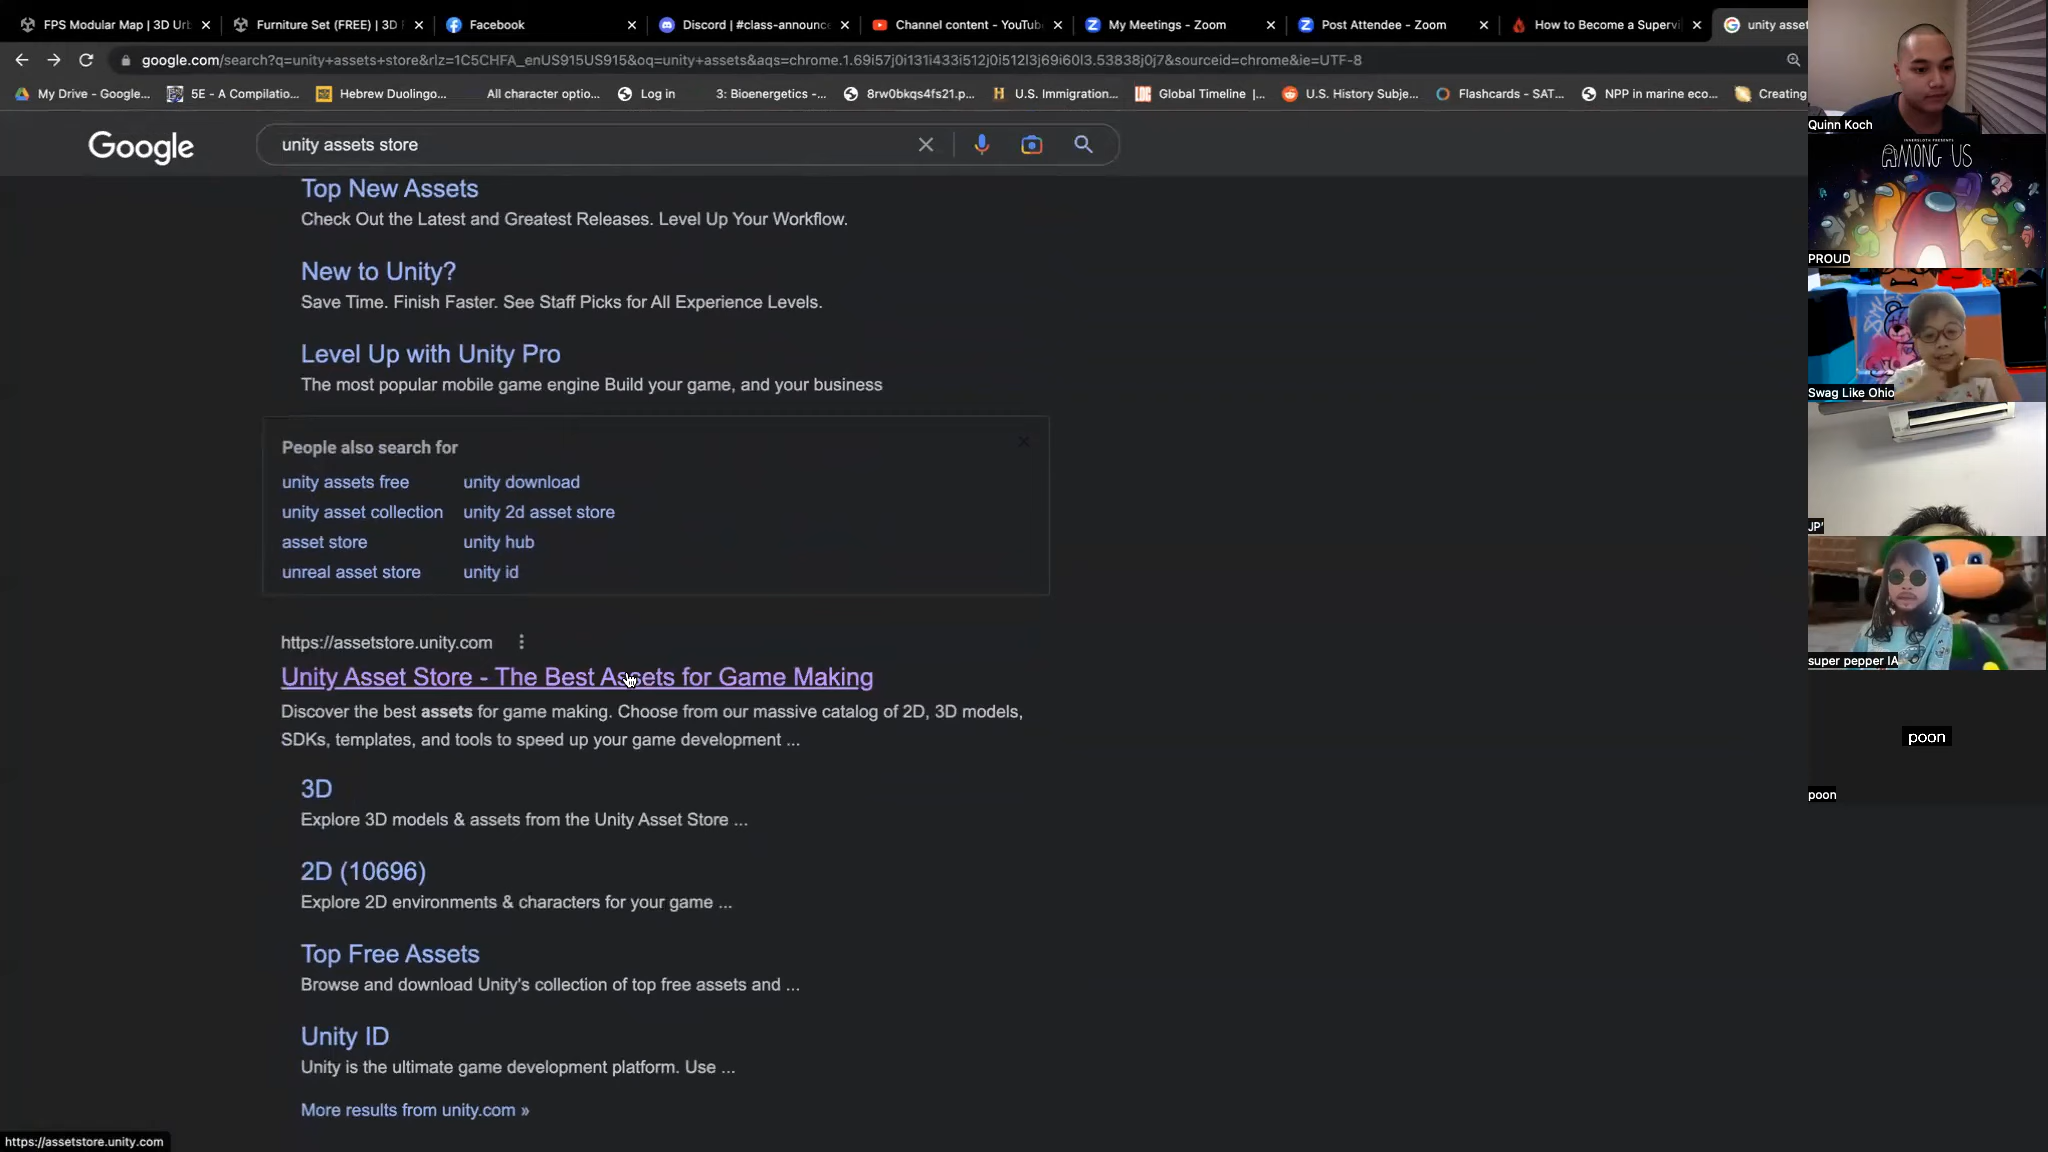 FPS Modular Map | 3D Urb
Furniture Set (FREE) | 3D F
Facebook
Discord | #class-announce
Channel content - YouTube
My Meetings - Zoom
Post Attendee - Zoom
How to Become a Supervi
unity asset
google.com/search?q=unity+assets+store&rlz=1C5CHFA_enUS915US915&oq=unity+assets&aqs=chrome.1.69i57j0i131i433i512j0i512l3j69i60l3.53838j0j7&sourceid=chrome&ie=UTF-8
My Drive - Google...
5E - A Compilatio...
Hebrew Duolingo...
All character optio...
Log in
3: Bioenergetics -...
8rw0bkqs4fs21.p...
U.S. Immigration...
Global Timeline |...
U.S. History Subje...
Flashcards - SAT...
NPP in marine eco...
Creating
Google
unity assets store
Top New Assets
Check Out the Latest and Greatest Releases. Level Up Your Workflow.
New to Unity?
Save Time. Finish Faster. See Staff Picks for All Experience Levels.
Level Up with Unity Pro
The most popular mobile game engine Build your game, and your business
People also search for
unity assets free
unity download
unity asset collection
unity 2d asset store
asset store
unity hub
unreal asset store
unity id
https://assetstore.unity.com
Unity Asset Store - The Best Assets for Game Making
Discover the best assets for game making. Choose from our massive catalog of 2D, 3D models,
SDKs, templates, and tools to speed up your game development ...
3D
Explore 3D models & assets from the Unity Asset Store ...
2D (10696)
Explore 2D environments & characters for your game ...
Top Free Assets
Browse and download Unity's collection of top free assets and ...
Unity ID
Unity is the ultimate game development platform. Use ...
More results from unity.com »
https://assetstore.unity.com
Quinn Koch
INNERSLOTH PRESENTS
AMONG US
PROUD
Swag Like Ohio
JP'
super pepper IA
poon
poon